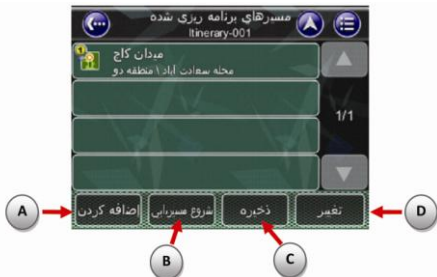 مسیرهاي برنامه ریزی شده
Itinerary-001
میدان کاج
محله سعادت آباد \ منطقه دو
1/1
اضافه کردن
شروع مسیریابی
ذخیره
تغییر
A
B
C
D